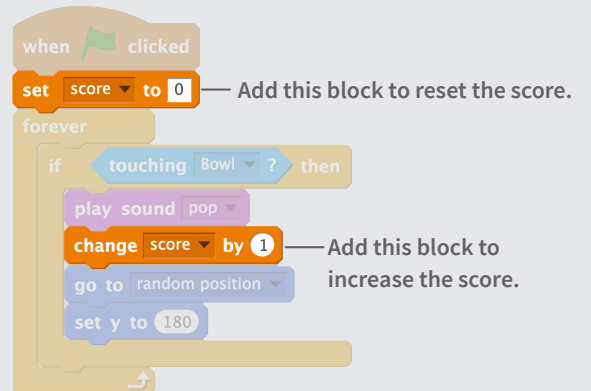 when clicked
set score to 0 Add this block to reset the score.
forever
if touching Bowl ? then
play sound pop
change score by 1 Add this block to
increase the score.
go to random position
set y to 180